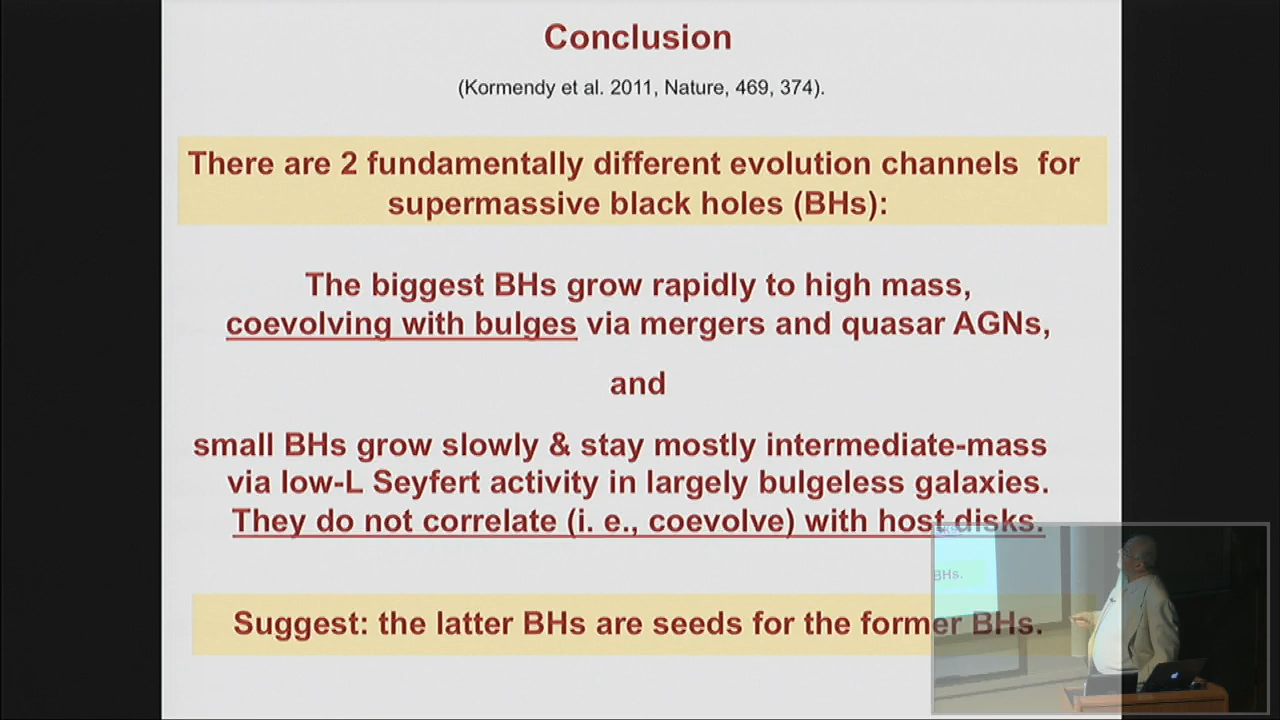 Conclusion
(Kormendy et al. 2011, Nature, 469, 374).
There are 2 fundamentally different evolution channels for
supermassive black holes (BHs):
The biggest BHs grow rapidly to high mass,
coevolving with bulges via mergers and quasar AGNs,
and
small BHs grow slowly & stay mostly intermediate-mass
via low-L Seyfert activity in largely bulgeless galaxies.
They do not correlate (i. e., coevolve) with host disks.
Suggest: the latter BHs are seeds for the former BHs.
BHs.